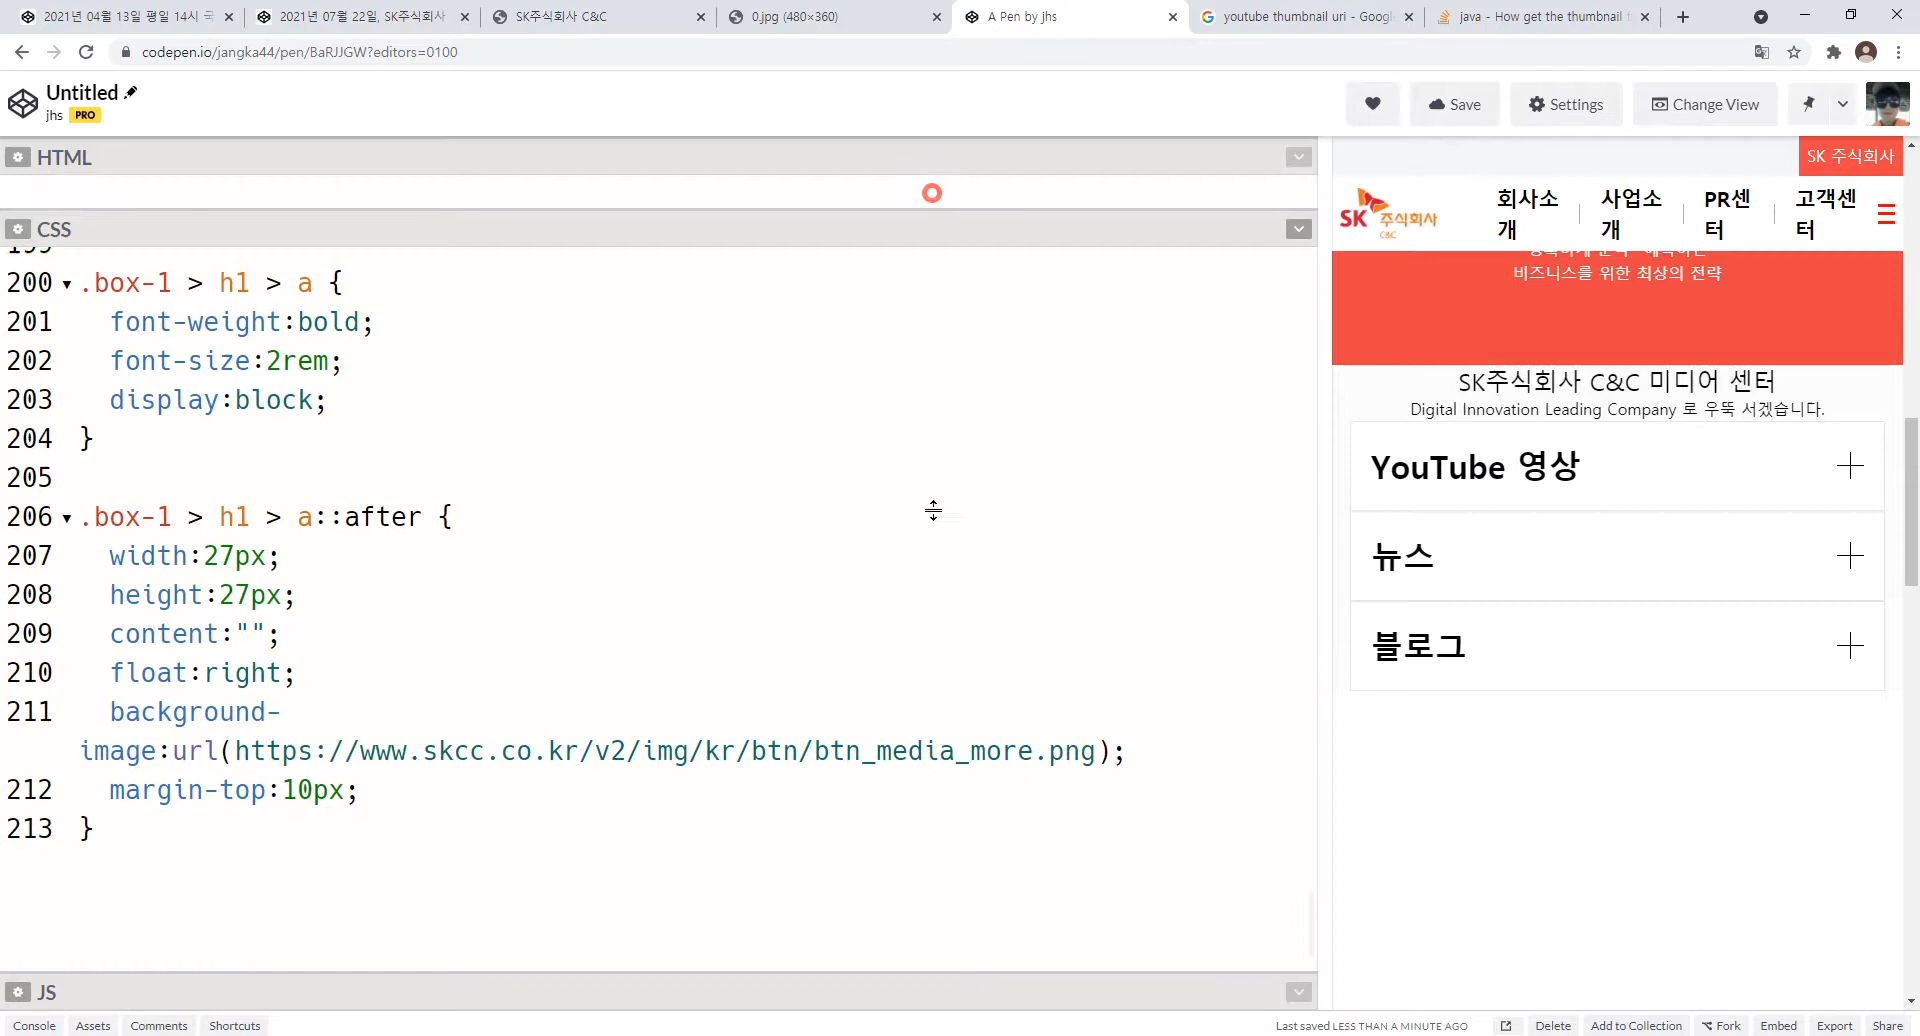 2021년 04월 13일 평일 14시 국
2021년 07월 22일, SK주식회사
SK주식회사 C&C
0.jpg (480×360)
A Pen by jhs
youtube thumbnail uri - Googl
java - How get the thumbnail f
codepen.io/jangka44/pen/BaRJJGW?editors=0100
Untitled
jhs PRO
Save
Settings
Change View
HTML
CSS
199
200 .box-1 > h1 > a {
201 font-weight:bold;
202 font-size:2rem;
203 display:block;
204 }
205
206 .box-1 > h1 > a::after {
207 width:27px;
208 height:27px;
209 content:"";
210 float:right;
211 background-
image:url(https://www.skcc.co.kr/v2/img/kr/btn/btn_media_more.png);
212 margin-top:10px;
213 }
JS
SK 주식회사
SK 주식회사
C&C
회사소
개
사업소
개
PR센
터
고객센
터
비즈니스를 위한 최상의 전략
SK주식회사 C&C 미디어 센터
Digital Innovation Leading Company 로 우뚝 서겠습니다.
YouTube 영상
뉴스
블로그
Console
Assets
Comments
Shortcuts
Last saved LESS THAN A MINUTE AGO
Delete
Add to Collection
Fork
Embed
Export
Share